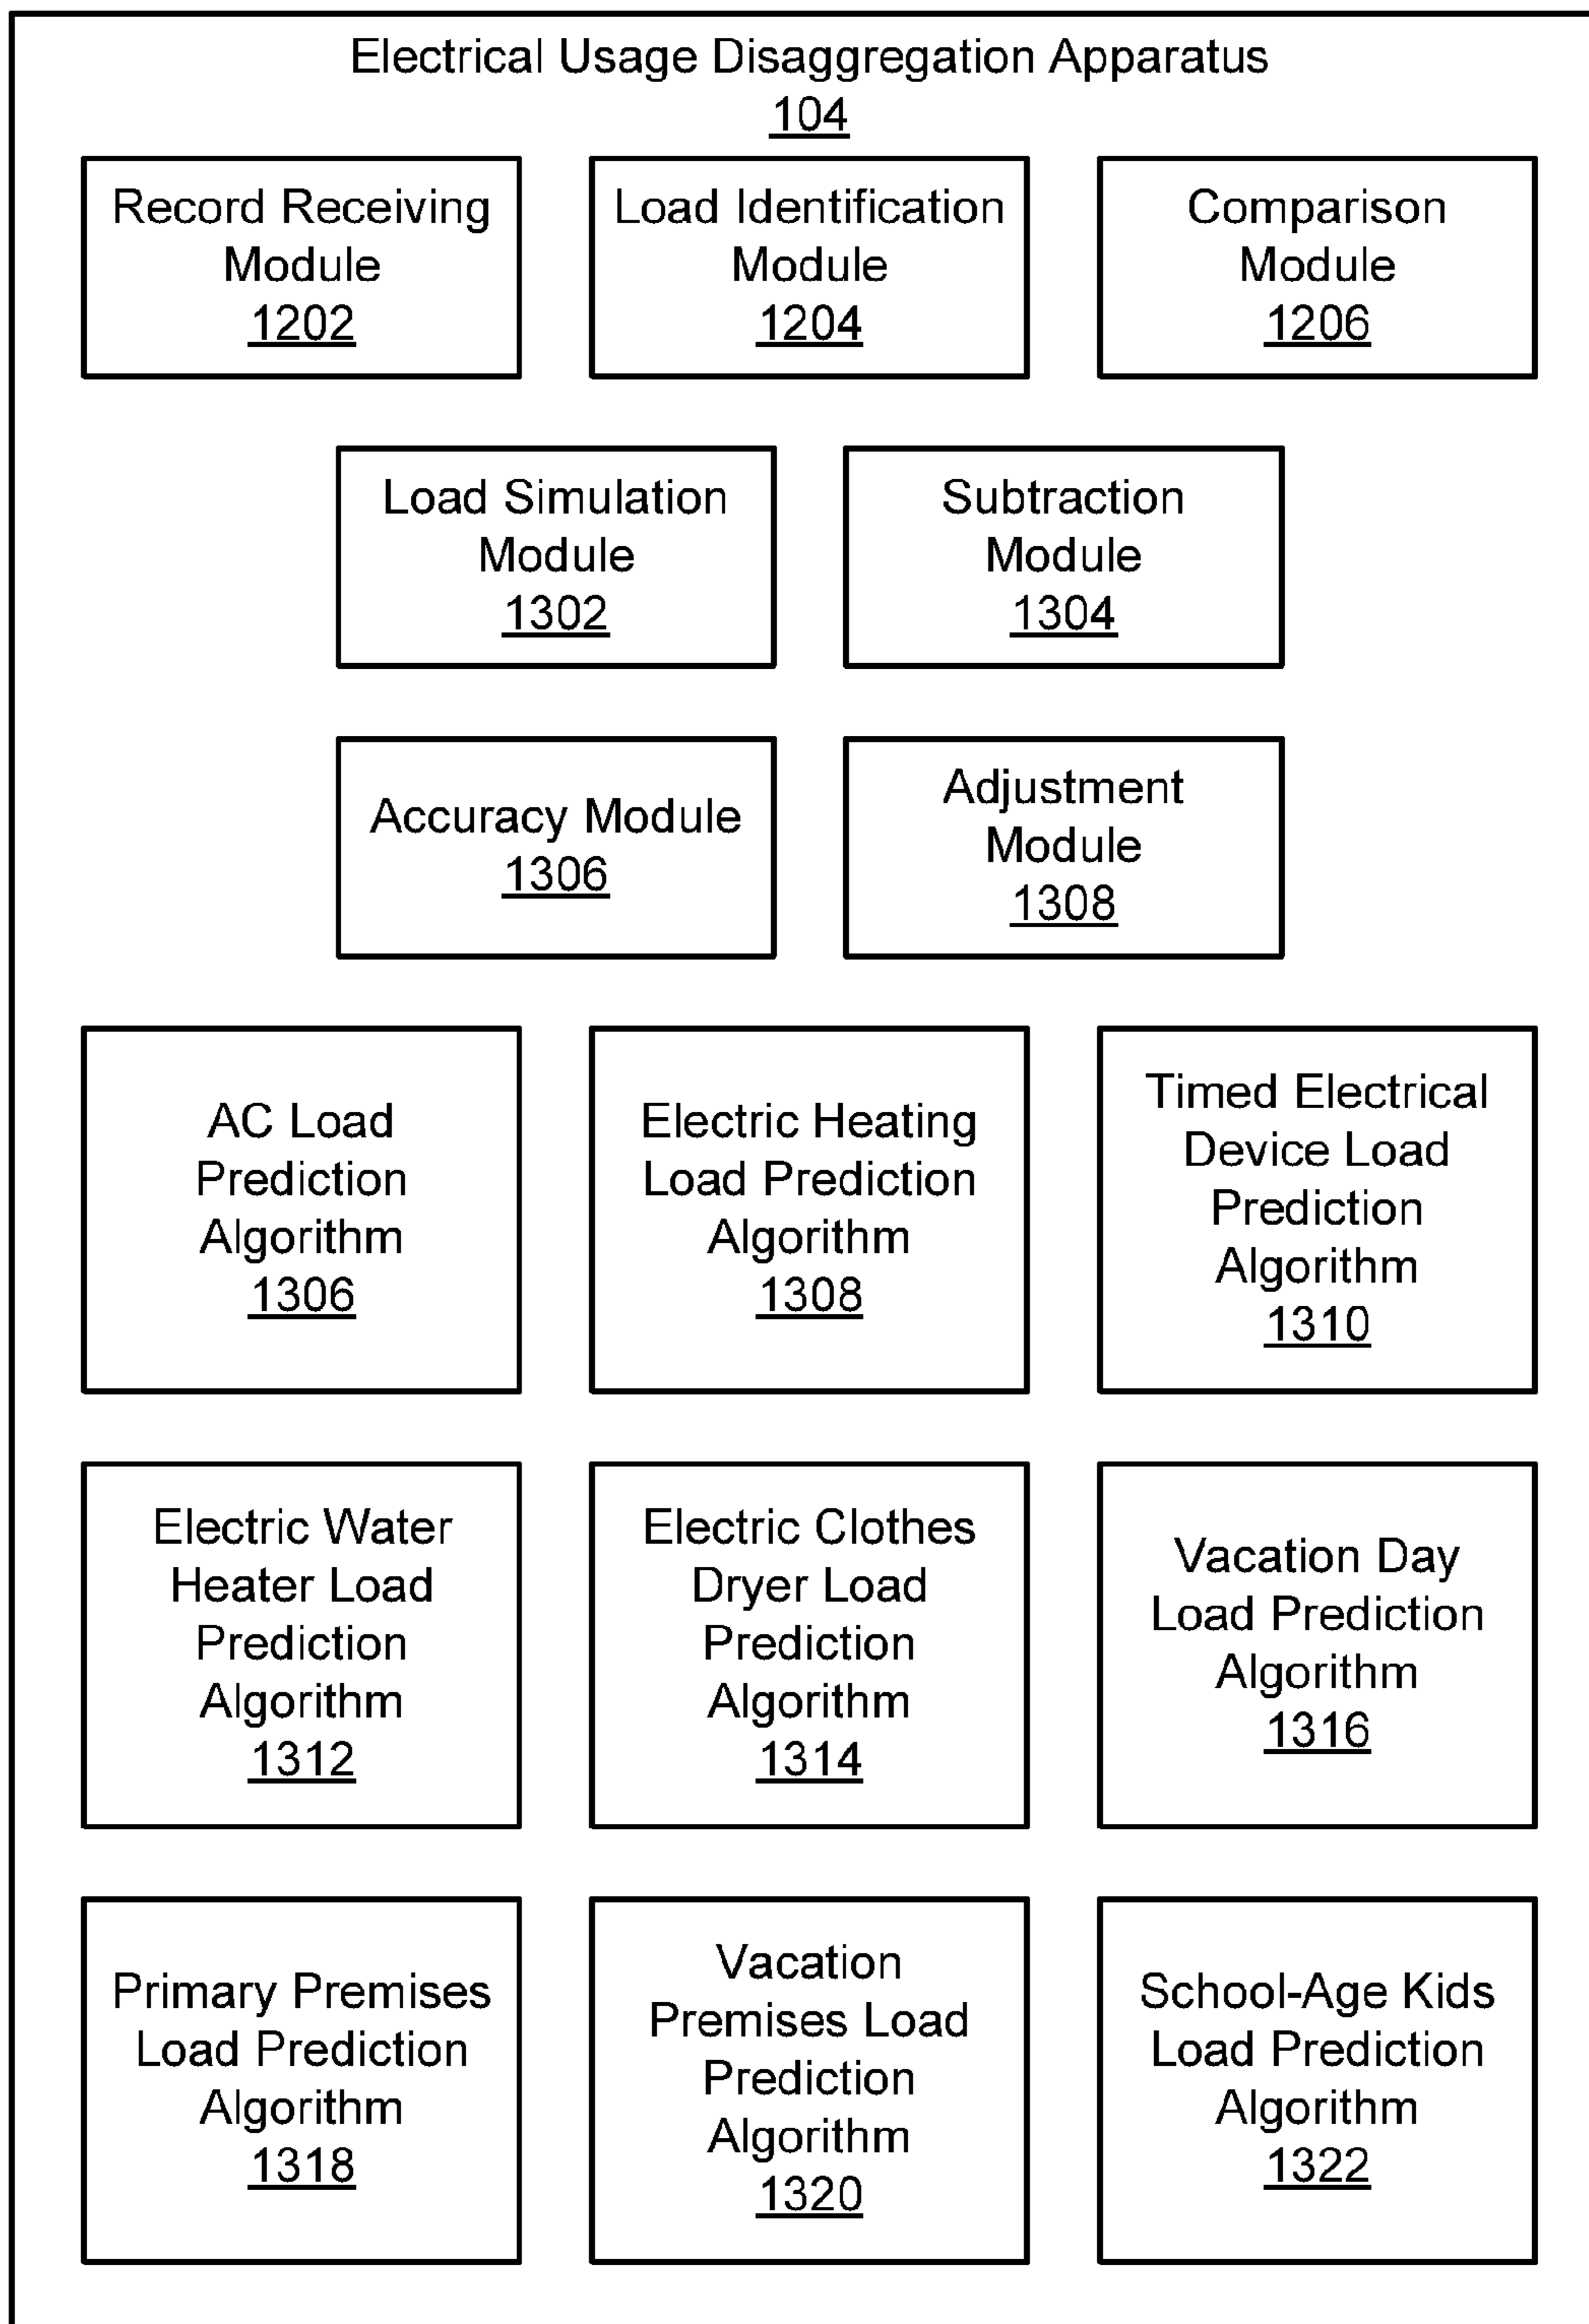 Electrical Usage Disaggregation Apparatus
104
Record Receiving
Module
1202
Load Identification
Module
1204
Comparison
Module
1206
Load Simulation
Module
1302
Subtraction
Module
1304
Accuracy Module
1306
Adjustment
Module
1308
AC Load
Prediction
Algorithm
1306
Electric Heating
Load Prediction
Algorithm
1308
Timed Electrical
Device Load
Prediction
Algorithm
1310
Electric Water
Heater Load
Prediction
Algorithm
1312
Electric Clothes
Dryer Load
Prediction
Algorithm
1314
Vacation Day
Load Prediction
Algorithm
1316
Primary Premises
Load Prediction
Algorithm
1318
Vacation
Premises Load
Prediction
Algorithm
1320
School-Age Kids
Load Prediction
Algorithm
1322